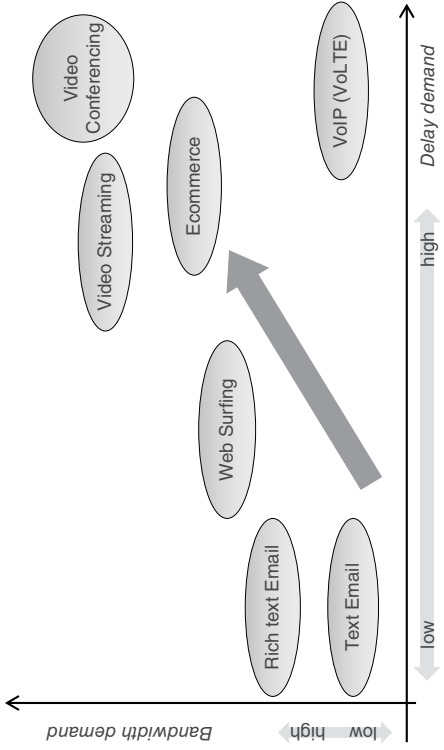 Video
Conferencing
Video Streaming
Ecommerce
VoIP (VoLTE)
Web Surfing
Rich text Email
Text Email
Delay demand
high
low
Bandwidth demand
high
low